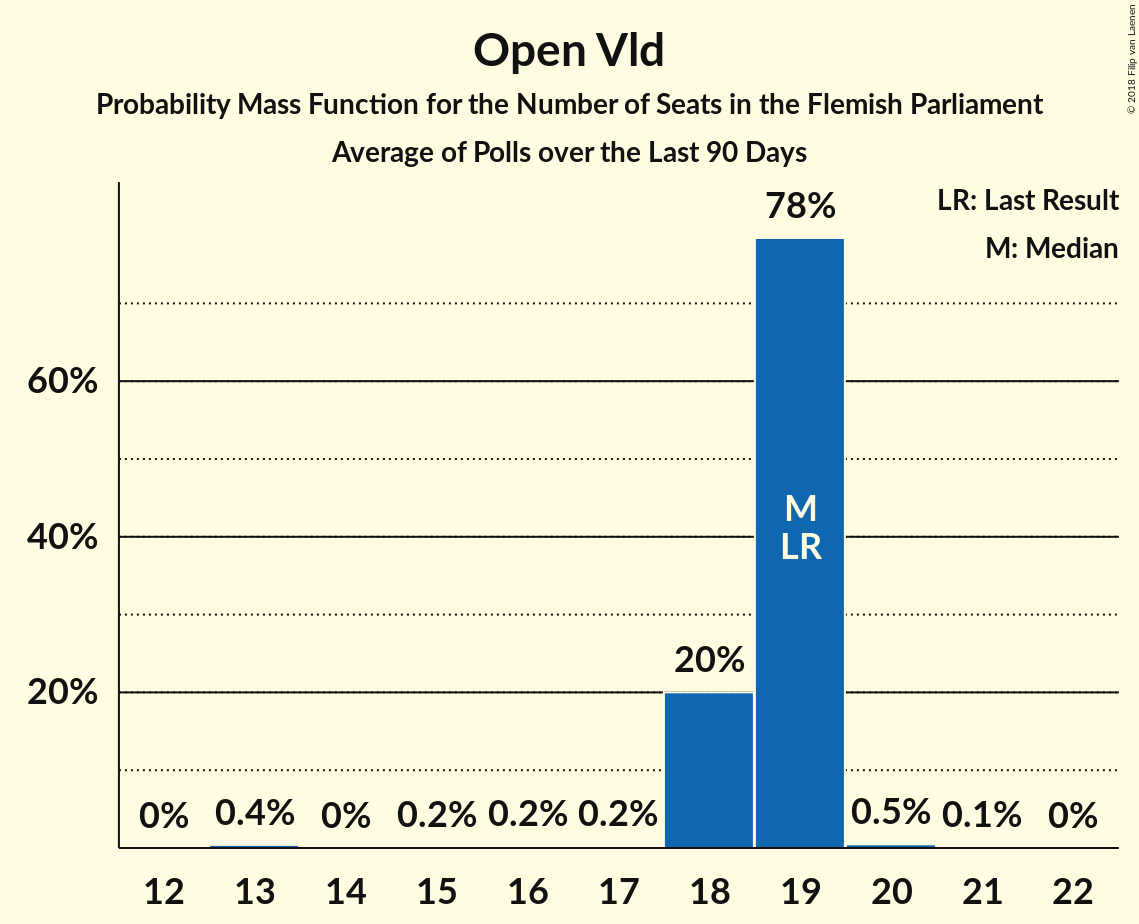 Open Vld
Probability Mass Function for the Number of Seats in the Flemish Parliament
Average of Polls over the Last 90 Days
© 2018 Filip van Laenen
LR: Last Result
M: Median
60%
40%
20%
0%
0.4%
0%
0.2%
0.2%
0.2%
20%
78%
M
LR
0.5%
0.1%
0%
12 13 14 15 16 17 18 19 20 21 22